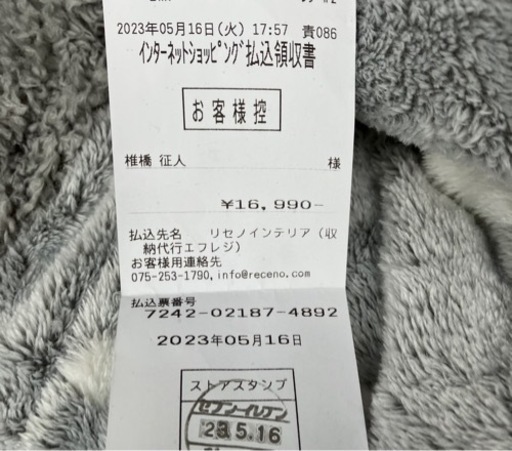 2023年05月16日(火) 17:57 責086
インターネットショッピング払込領収書
お客様控
椎橋 征人 様
¥16,990-
払込先名 リセノインテリア（収
納代行エフレジ）
お客様用連絡先
075-253-1790,info@receno.com
払込票番号
7242-02187-4892
2023年05月16日
ストアスタンプ
セブン-イレブン
23.5.16